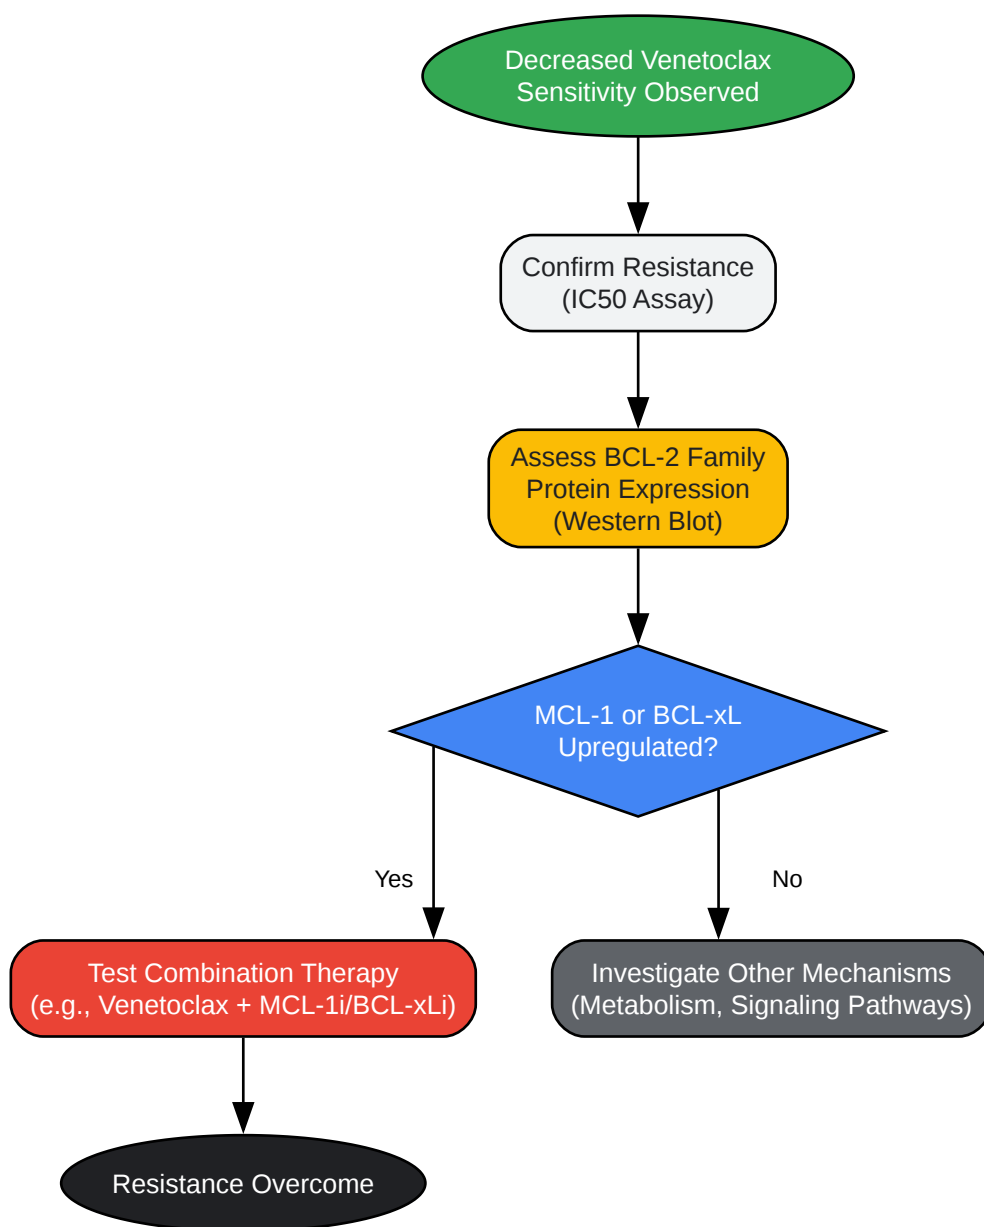 Decreased Venetoclax
Sensitivity Observed
Confirm Resistance
(IC50 Assay)
Assess BCL-2 Family
Protein Expression
(Western Blot)
MCL-1 or BCL-xL
Upregulated?
Yes
No
Test Combination Therapy
(e.g., Venetoclax + MCL-1i/BCL-xLi)
Investigate Other Mechanisms
(Metabolism, Signaling Pathways)
Resistance Overcome